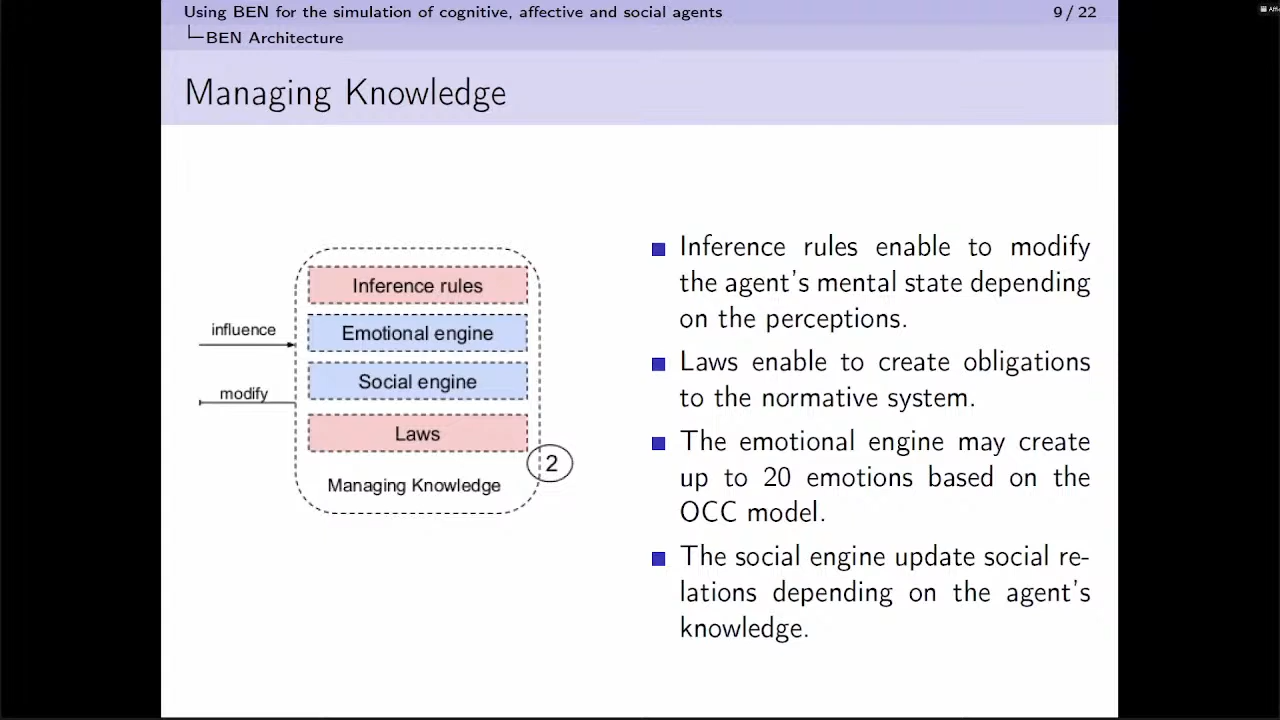 Using BEN for the simulation of cognitive, affective and social agents 9 / 22
BEN Architecture
Managing Knowledge
influence
modify
Inference rules
Emotional engine
Social engine
Laws
Managing Knowledge
2
Inference rules enable to modify
the agent's mental state depending
on the perceptions.
Laws enable to create obligations
to the normative system.
The emotional engine may create
up to 20 emotions based on the
OCC model.
The social engine update social re-
lations depending on the agent's
knowledge.